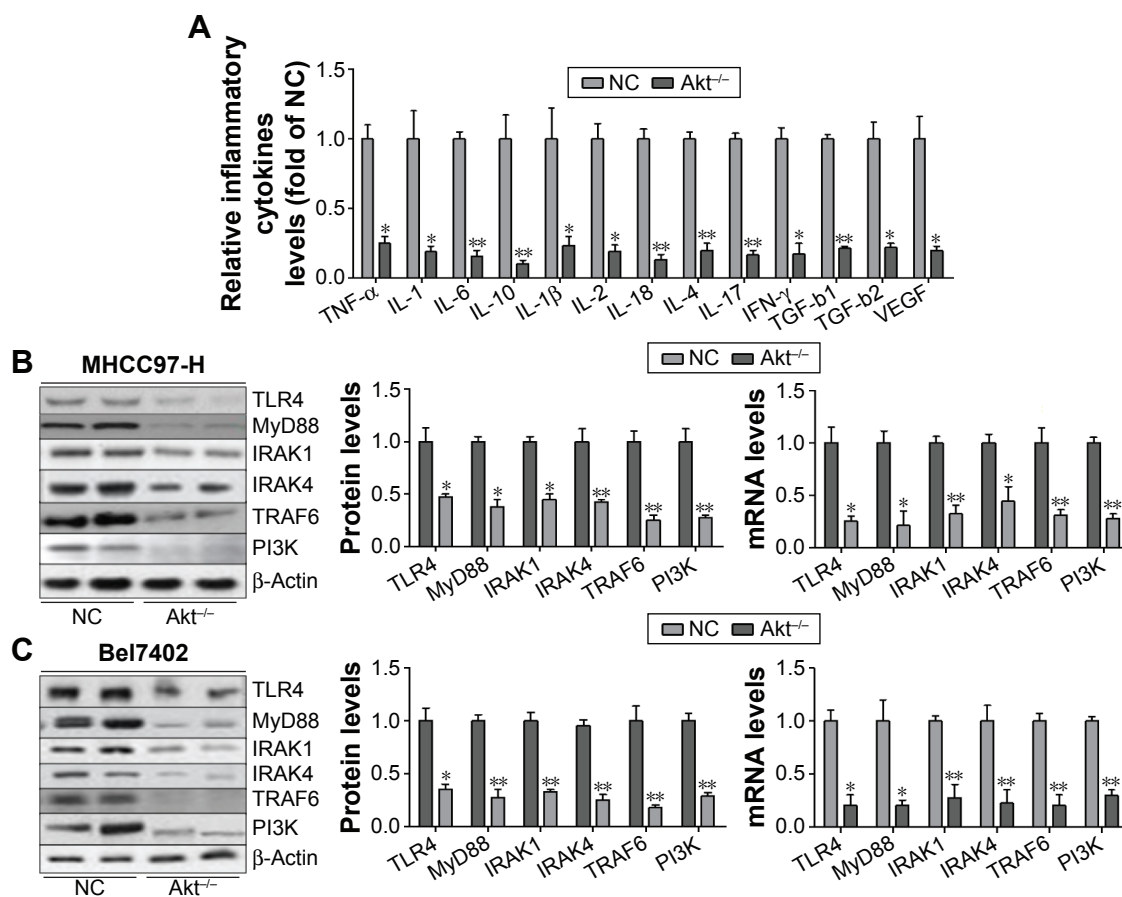 A
Relative inflammatory
cytokines
levels (fold of NC)
1.5
1.0
0.5
0.0
NC Akt–/–
* * ** ** * * ** ** ** * ** * *
TNF-α IL-1 IL-6 IL-10 IL-1β IL-2 IL-18 IL-4 IL-17 IFN-γ TGF-b1 TGF-b2 VEGF
B
MHCC97-H
TLR4
MyD88
IRAK1
IRAK4
TRAF6
PI3K
β-Actin
NC Akt–/–
NC Akt–/–
Protein levels
1.5
1.0
0.5
0.0
* * * ** ** **
TLR4 MyD88 IRAK1 IRAK4 TRAF6 PI3K
mRNA levels
1.5
1.0
0.5
0.0
* * ** * ** **
TLR4 MyD88 IRAK1 IRAK4 TRAF6 PI3K
C
Bel7402
TLR4
MyD88
IRAK1
IRAK4
TRAF6
PI3K
β-Actin
NC Akt–/–
NC Akt–/–
Protein levels
1.5
1.0
0.5
0.0
* ** ** ** ** **
TLR4 MyD88 IRAK1 IRAK4 TRAF6 PI3K
mRNA levels
1.5
1.0
0.5
0.0
* * ** ** ** **
TLR4 MyD88 IRAK1 IRAK4 TRAF6 PI3K